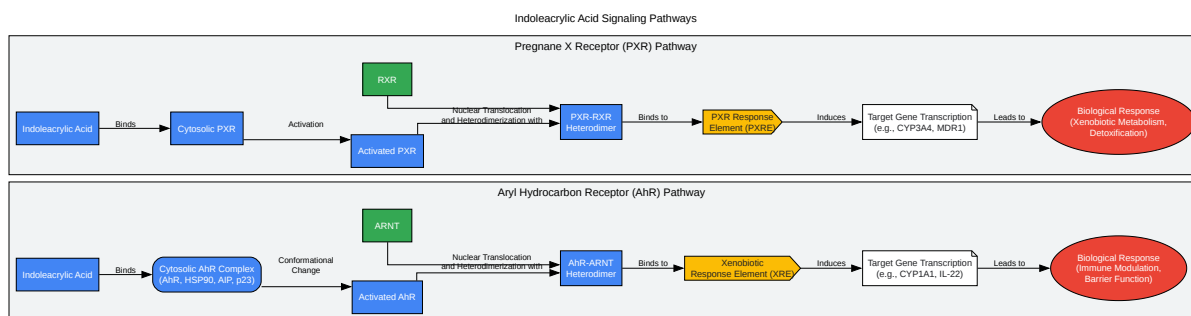 Indoleacrylic Acid Signaling Pathways
Pregnane X Receptor (PXR) Pathway
RXR
Indoleacrylic Acid
Binds
Cytosolic PXR
Activation
Activated PXR
Nuclear Translocation
and Heterodimerization with
PXR-RXR
Heterodimer
Binds to
PXR Response
Element (PXRE)
Induces
Target Gene Transcription
(e.g., CYP3A4, MDR1)
Leads to
Biological Response
(Xenobiotic Metabolism,
Detoxification)
Aryl Hydrocarbon Receptor (AhR) Pathway
ARNT
Indoleacrylic Acid
Binds
Cytosolic AhR Complex
(AhR, HSP90, AIP, p23)
Conformational
Change
Activated AhR
Nuclear Translocation
and Heterodimerization with
AhR-ARNT
Heterodimer
Binds to
Xenobiotic
Response Element (XRE)
Induces
Target Gene Transcription
(e.g., CYP1A1, IL-22)
Leads to
Biological Response
(Immune Modulation,
Barrier Function)